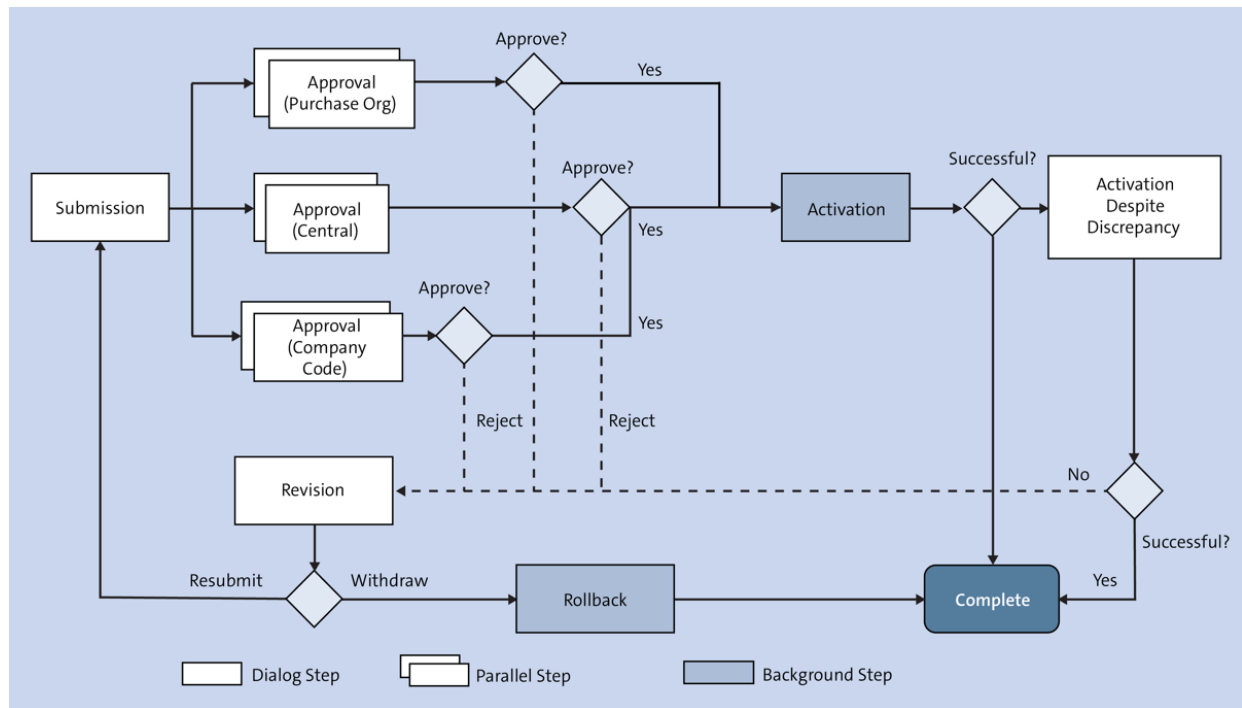 Approve?
Approval
(Purchase Org)
Yes
Submission
Approval
(Central)
Approve?
Yes
Activation
Successful?
Activation
Despite
Discrepancy
Approval
(Company
Code)
Approve?
Yes
Reject
Reject
Revision
No
Successful?
Resubmit
Withdraw
Rollback
Complete
Yes
Dialog Step
Parallel Step
Background Step